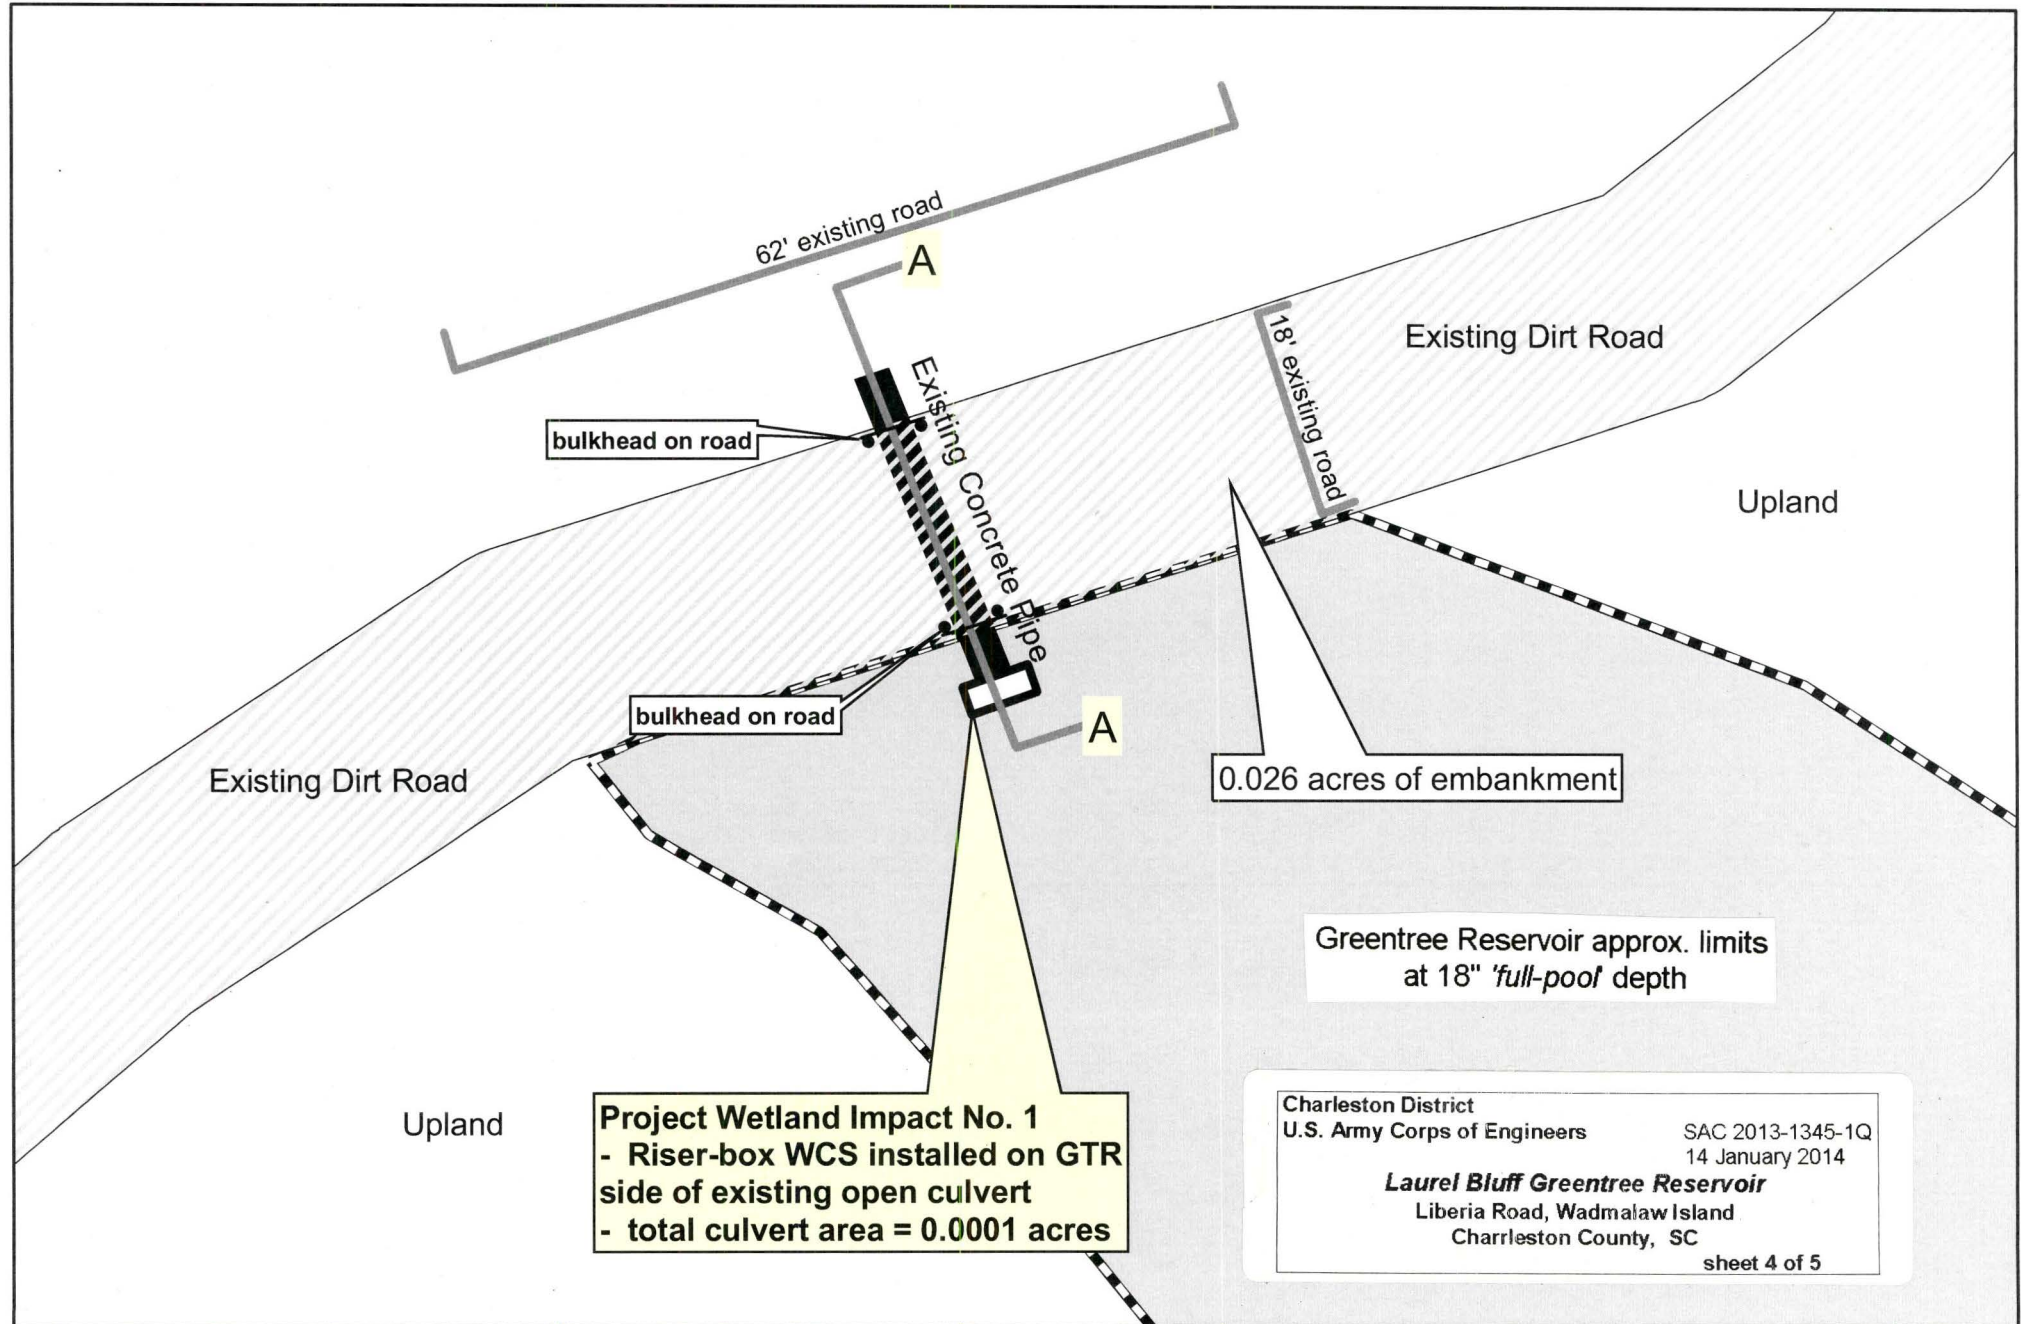 62' existing road
A
Existing Dirt Road
18' existing road
Existing Concrete Pipe
bulkhead on road
Upland
bulkhead on road
A
Existing Dirt Road
0.026 acres of embankment
Greentree Reservoir approx. limits
at 18" 'full-pool' depth
Upland
Project Wetland Impact No. 1
- Riser-box WCS installed on GTR
side of existing open culvert
- total culvert area = 0.0001 acres
Charleston District
U.S. Army Corps of Engineers
SAC 2013-1345-1Q
14 January 2014
Laurel Bluff Greentree Reservoir
Liberia Road, Wadmalaw Island
Charrleston County, SC
sheet 4 of 5